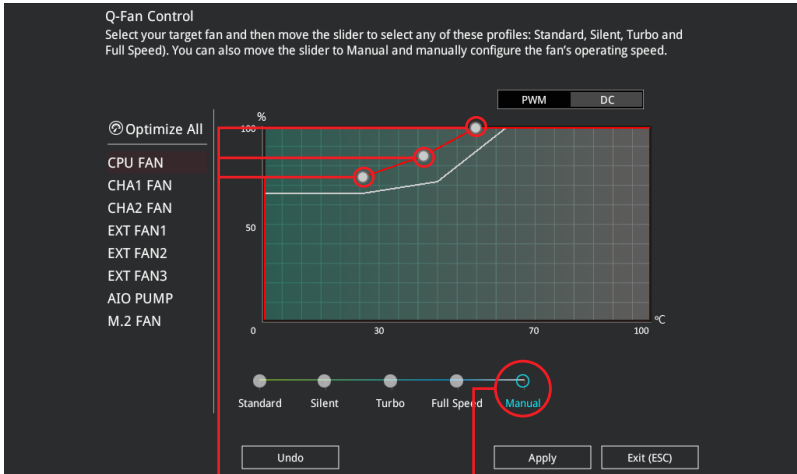 Q-Fan Control
Select your target fan and then move the slider to select any of these profiles: Standard, Silent, Turbo and
Full Speed). You can also move the slider to Manual and manually configure the fan's operating speed.
PWM DC
%
100
Optimize All
CPU FAN
CHA1 FAN
CHA2 FAN
EXT FAN1
EXT FAN2
EXT FAN3
AIO PUMP
M.2 FAN
50
0 30 70 100
ºC
Standard Silent Turbo Full Speed Manual
Undo Apply Exit (ESC)